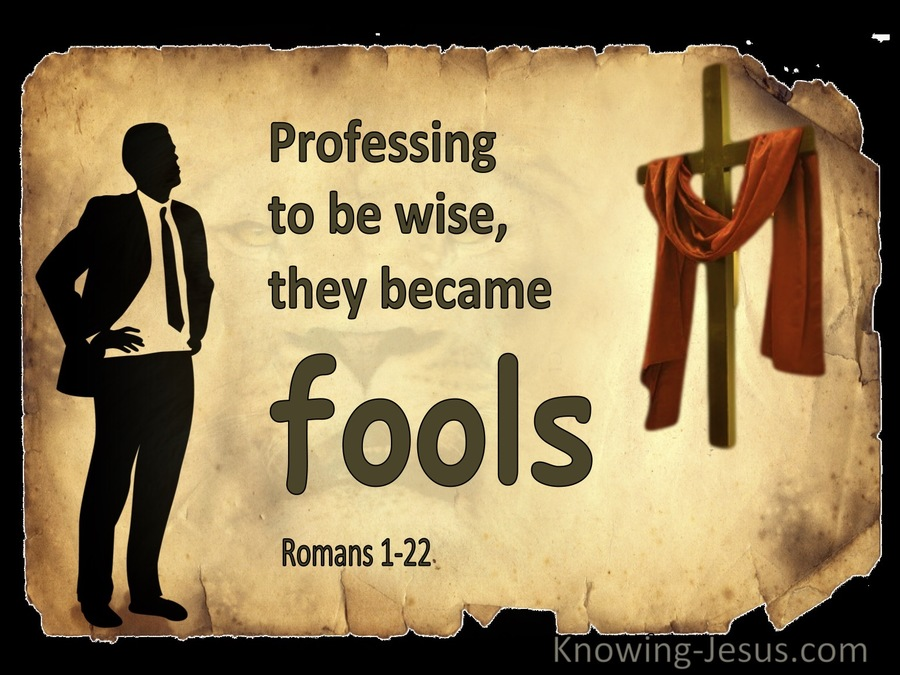 Professing
to be wise,
they became
fools
Romans 1-22.
Knowing-Jesus.com